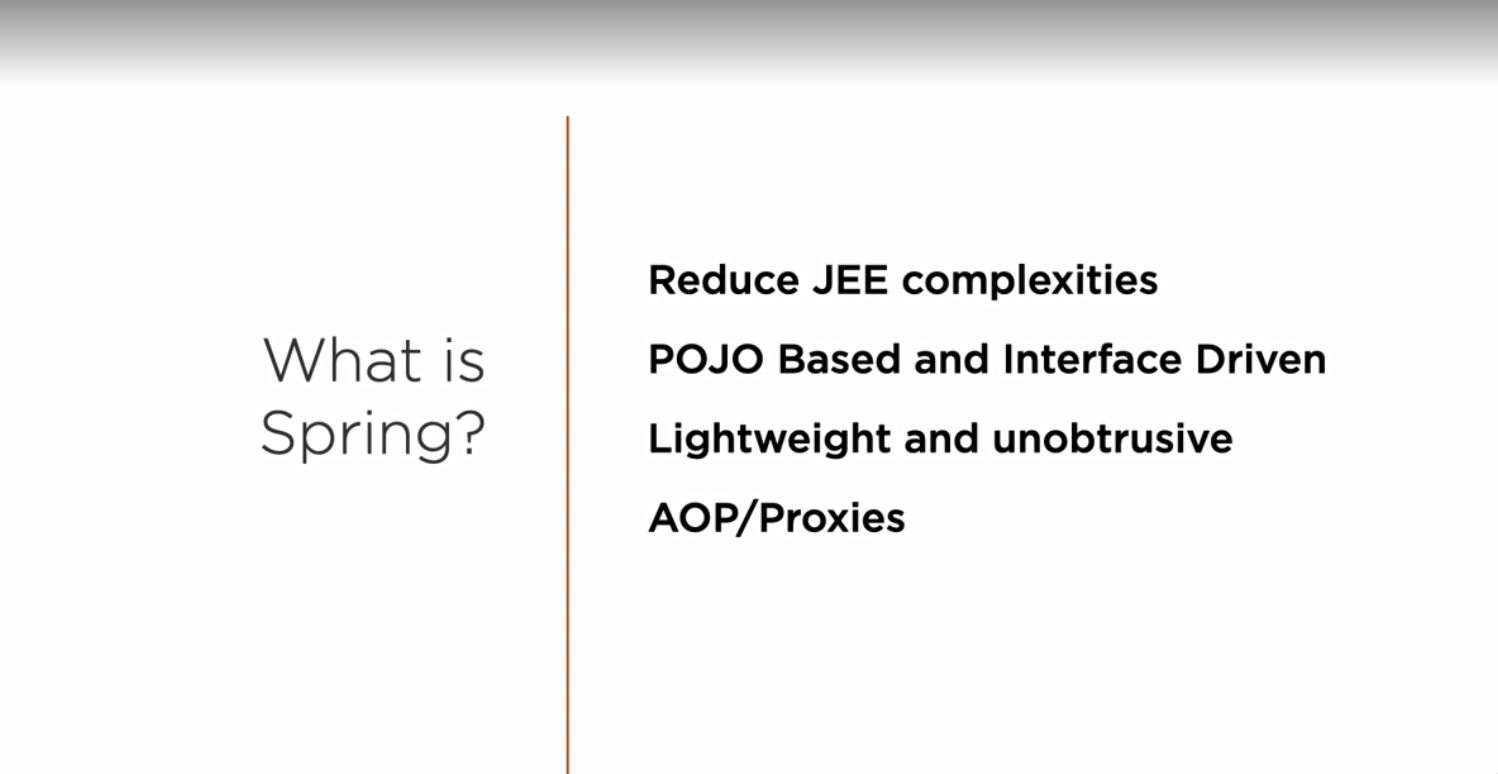 What is
Spring?
Reduce JEE complexities
POJO Based and Interface Driven
Lightweight and unobtrusive
AOP/Proxies